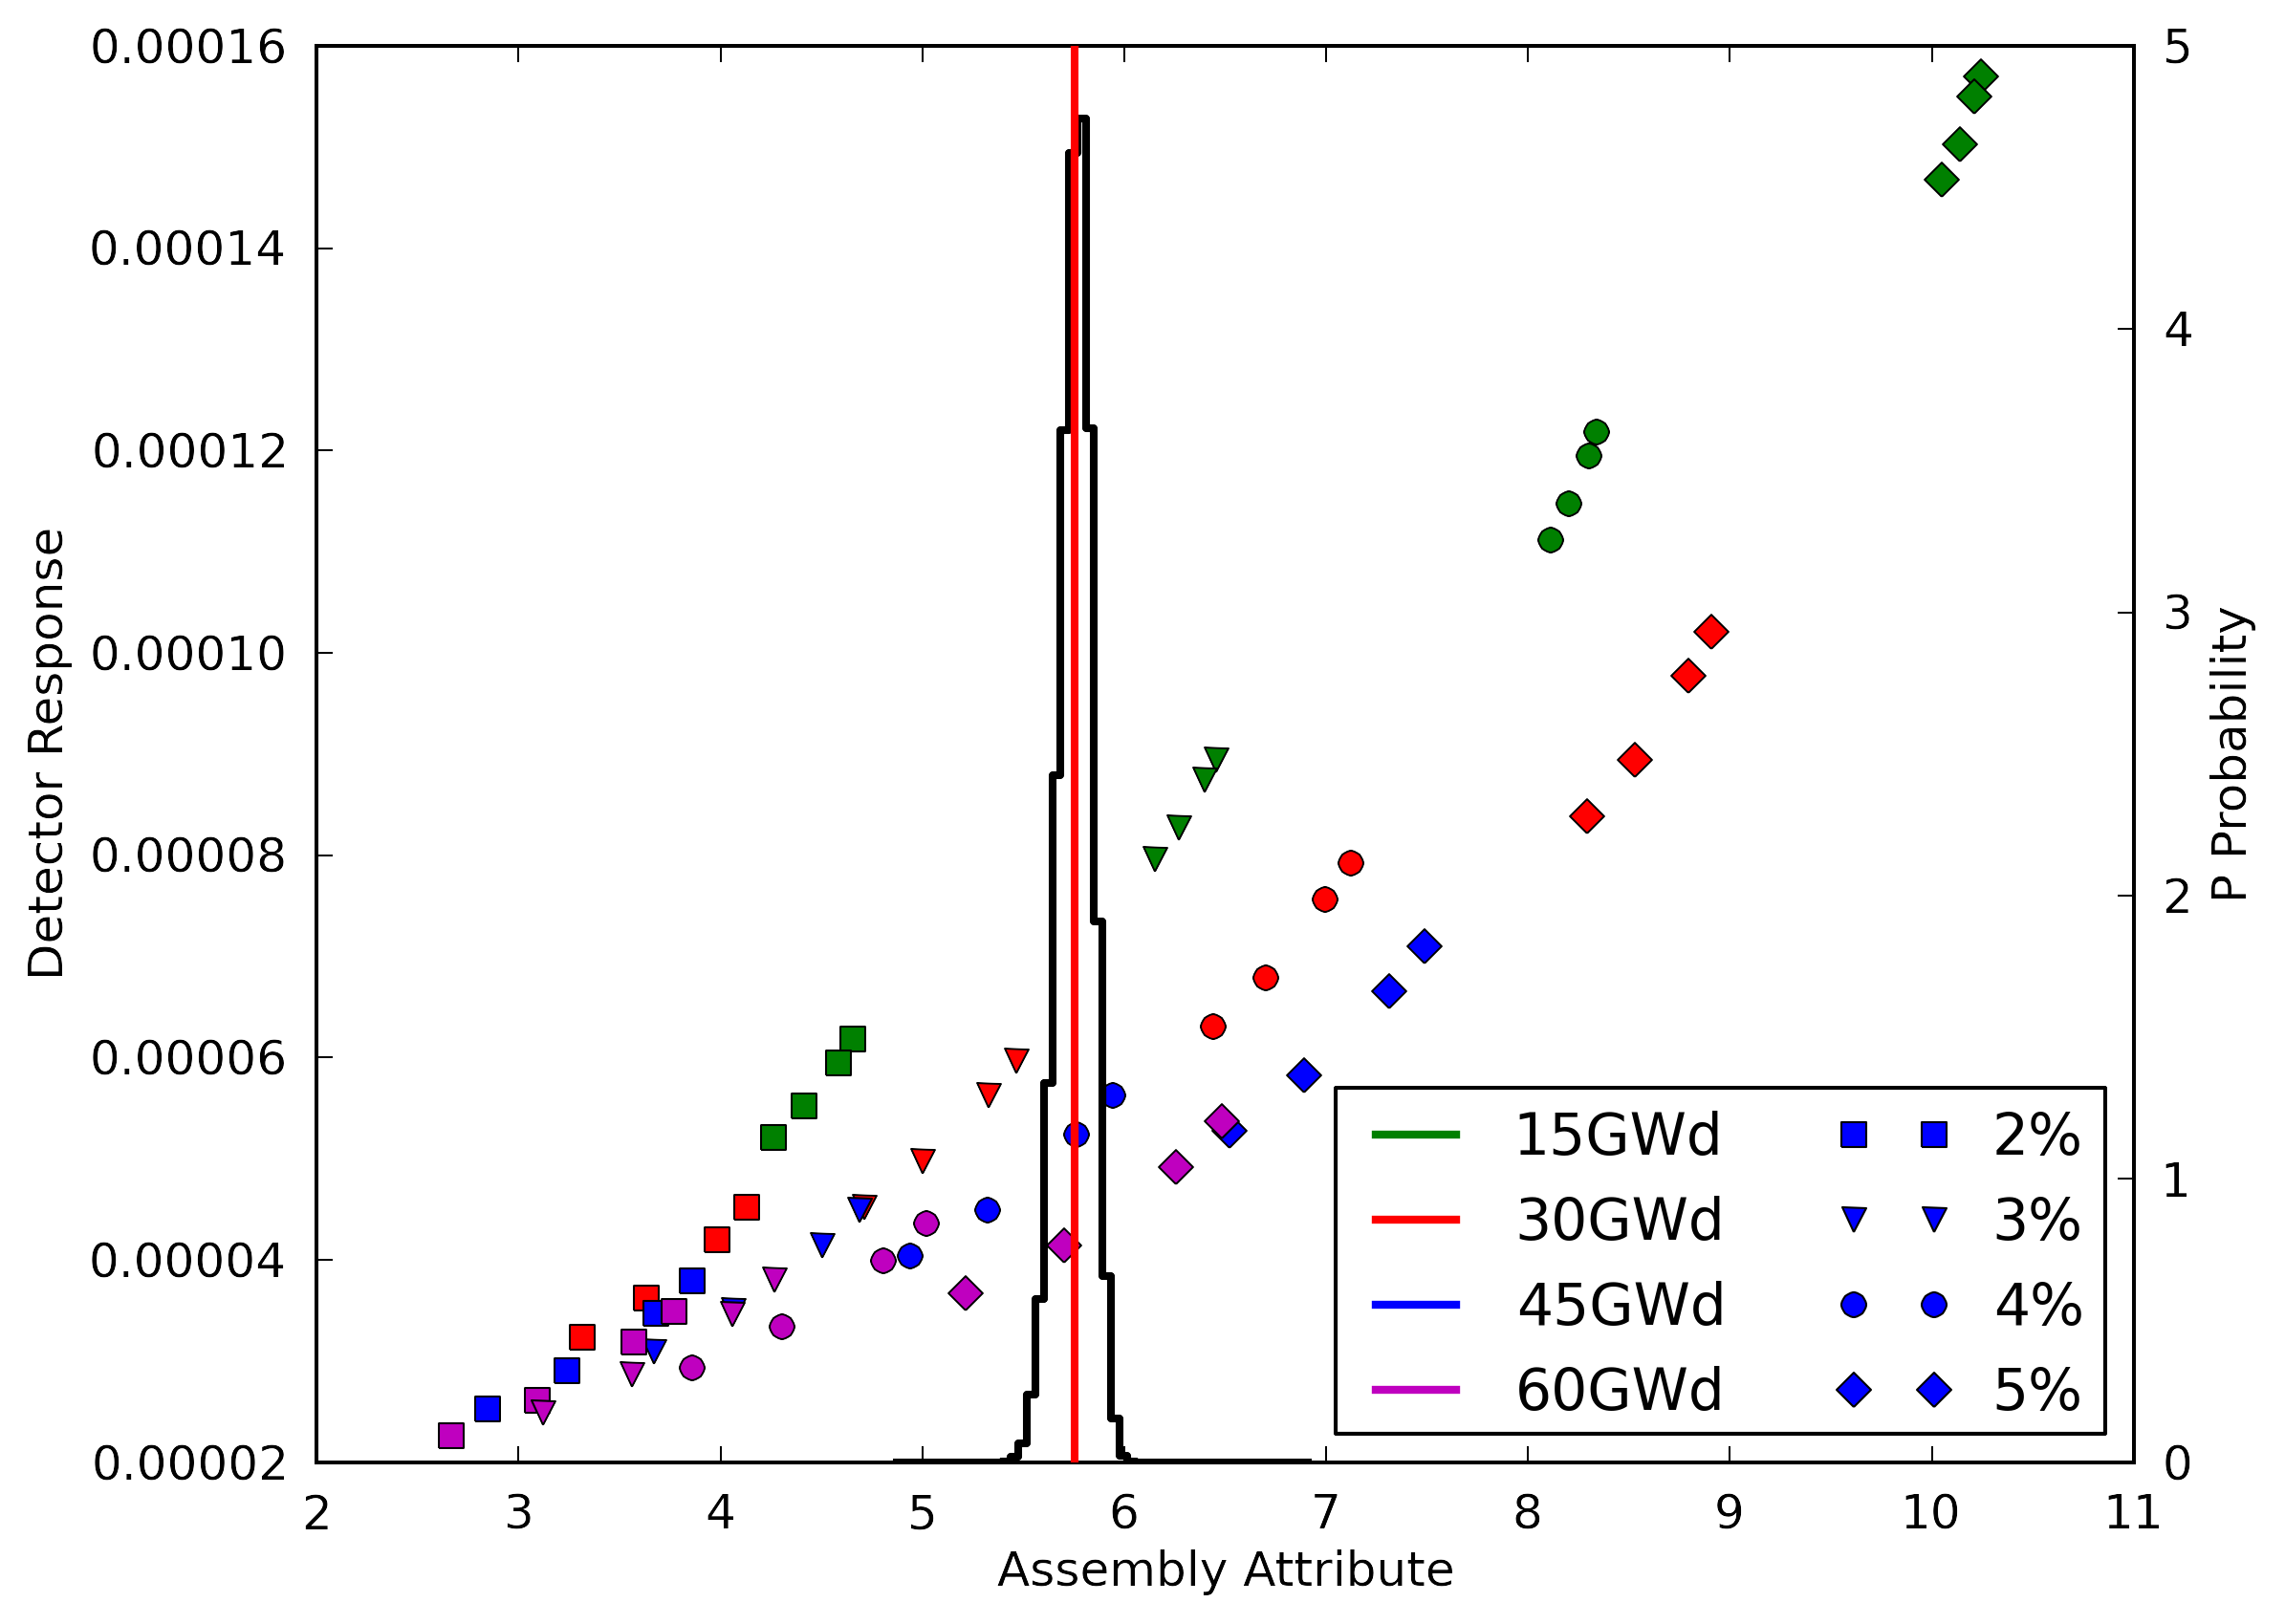 0.00016
0.00014
0.00012
0.00010
0.00008
0.00006
0.00004
0.00002
Detector Response
5
4
3
2
1
0
P Probability
15GWd 2%
30GWd 3%
45GWd 4%
60GWd 5%
2 3 4 5 6 7 8 9 10 11
Assembly Attribute